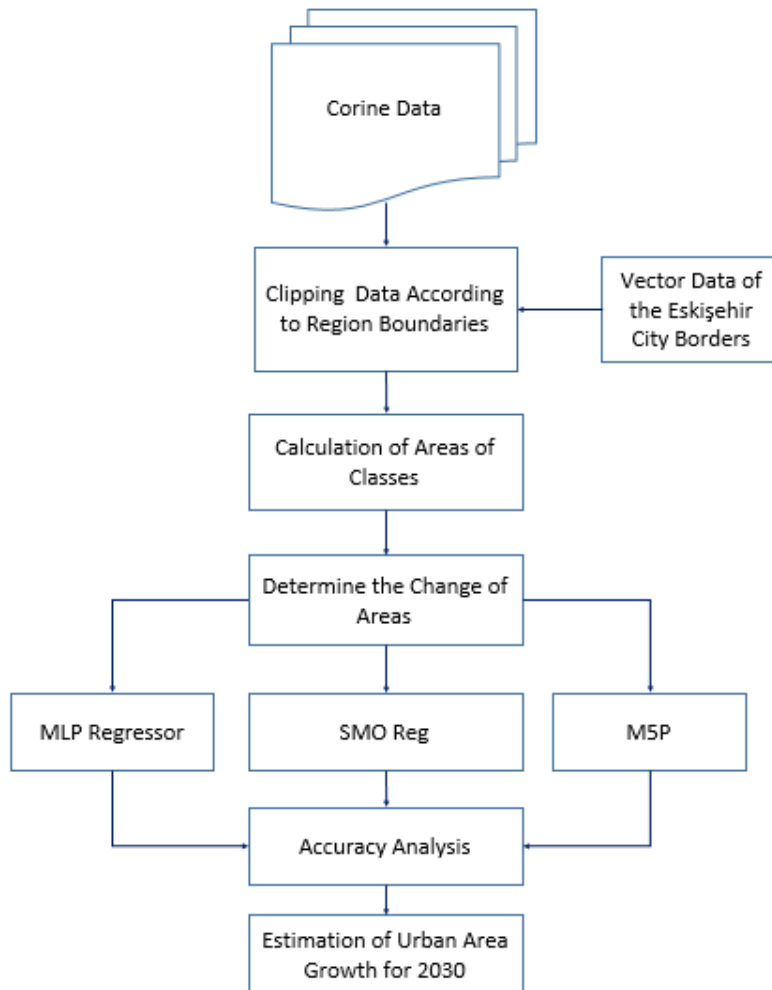 Corine Data
Clipping Data According
to Region Boundaries
Vector Data of
the Eskişehir
City Borders
Calculation of Areas of
Classes
Determine the Change of
Areas
MLP Regressor
SMO Reg
M5P
Accuracy Analysis
Estimation of Urban Area
Growth for 2030